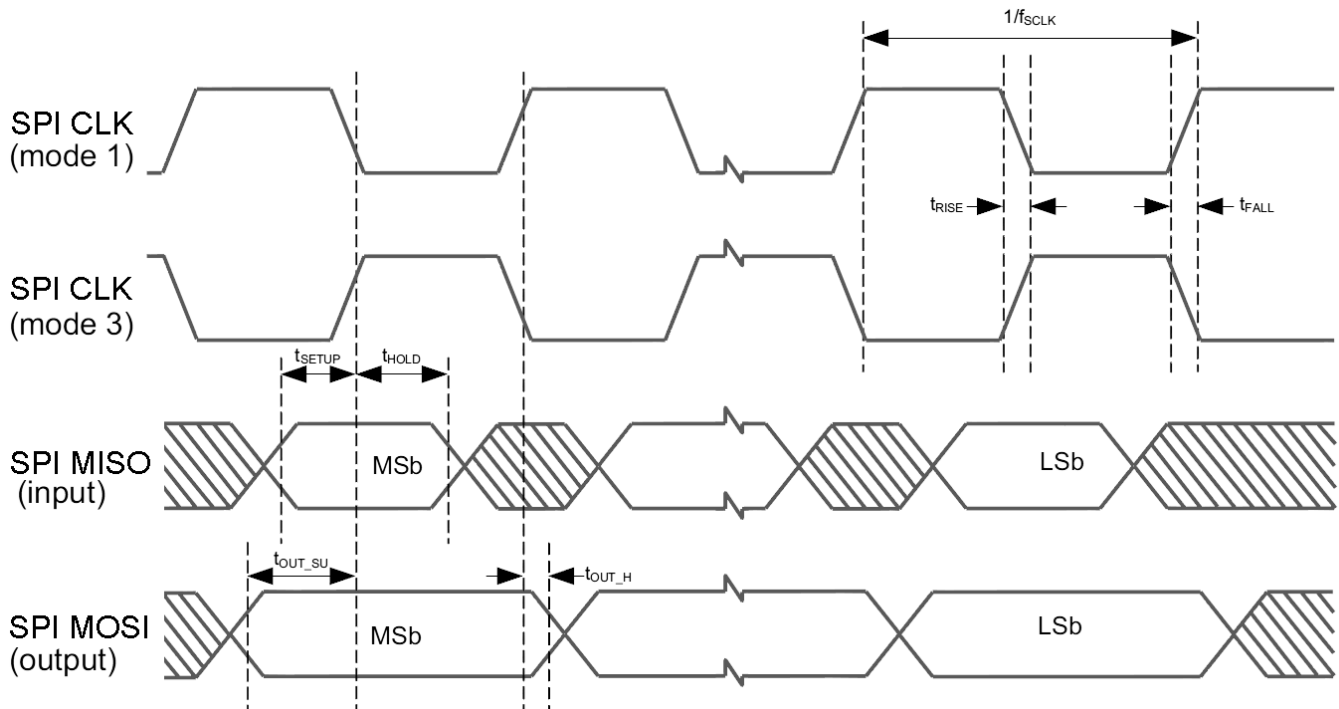 1/fSCLK
SPI CLK
(mode 1)
tRISE
tFALL
SPI CLK
(mode 3)
tSETUP
tHOLD
SPI MISO
(input)
MSb
LSb
tOUT_SU
tOUT_H
SPI MOSI
(output)
MSb
LSb